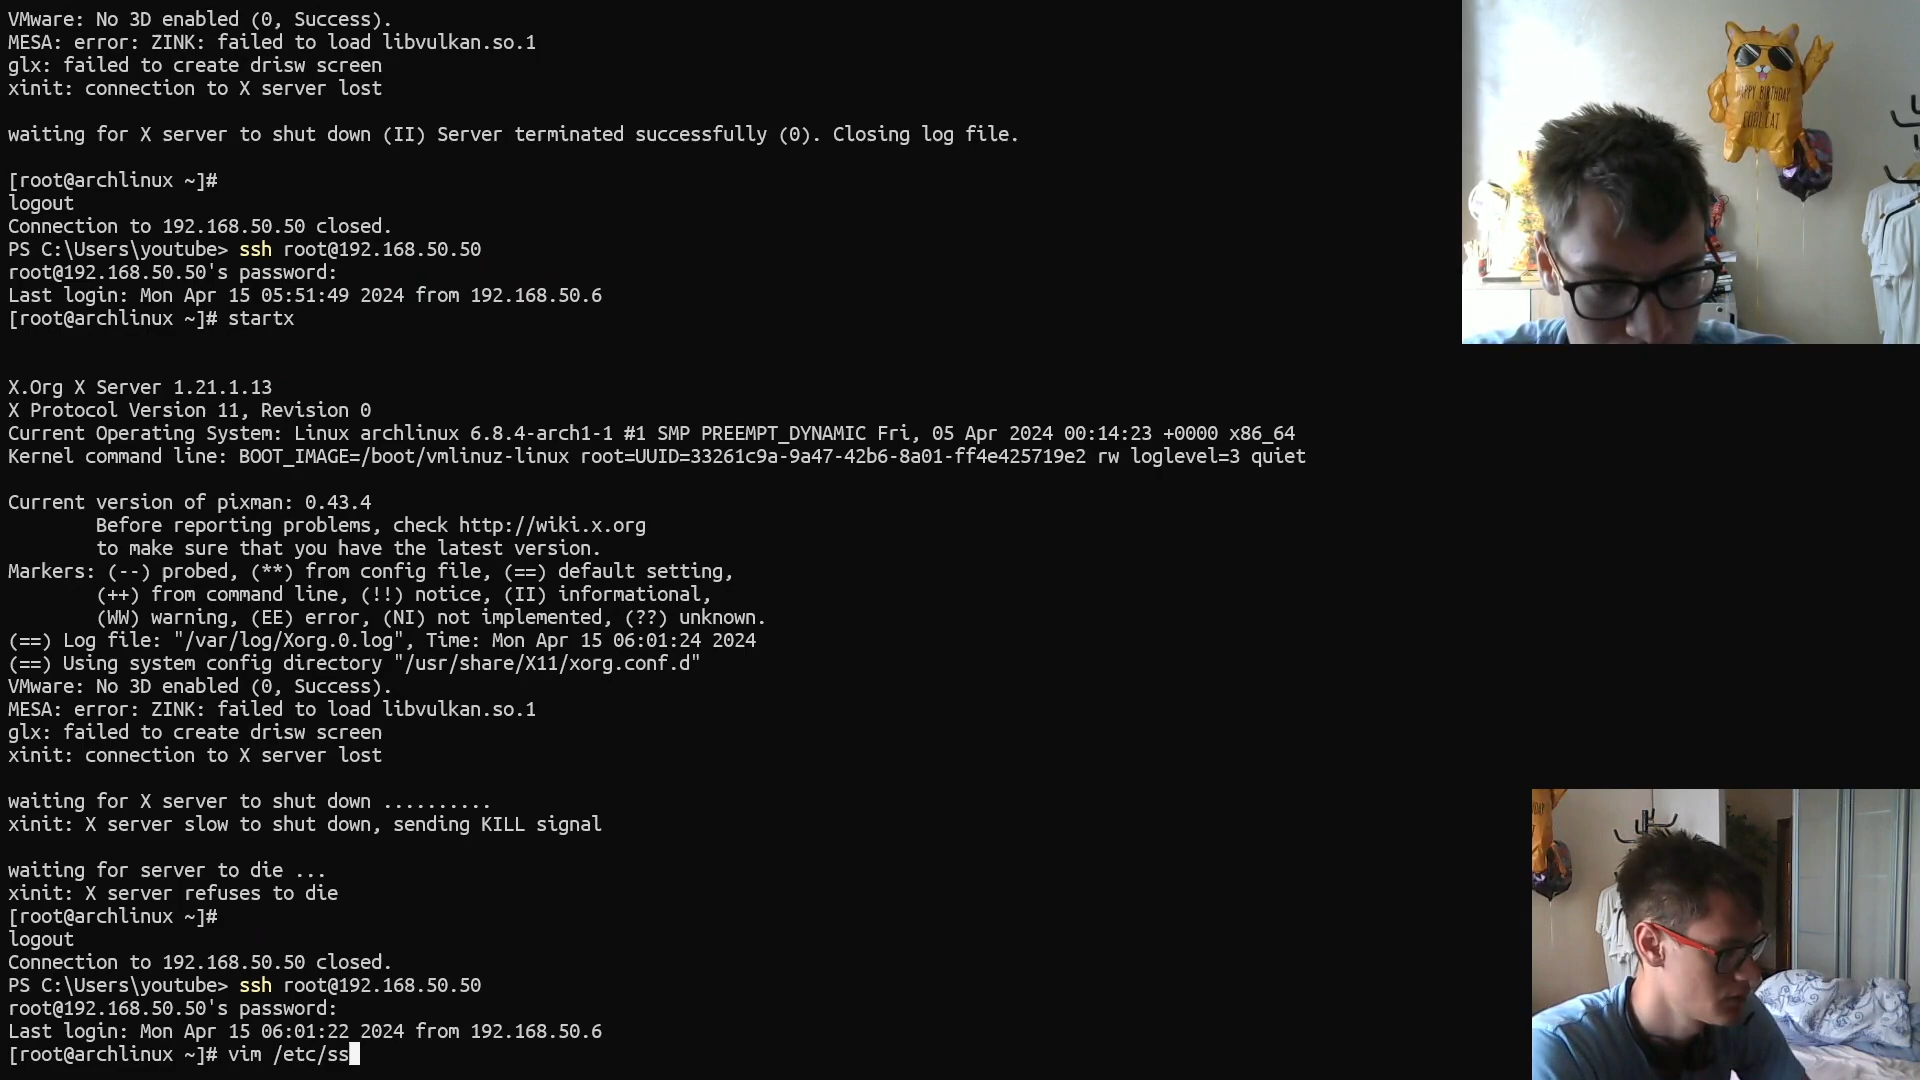 VMware: No 3D enabled (0, Success).
MESA: error: ZINK: failed to load libvulkan.so.1
glx: failed to create drisw screen
xinit: connection to X server lost
waiting for X server to shut down (II) Server terminated successfully (0). Closing log file.
[root@archlinux ~]#
logout
Connection to 192.168.50.50 closed.
PS C:\Users\youtube> ssh root@192.168.50.50
root@192.168.50.50's password:
Last login: Mon Apr 15 05:51:49 2024 from 192.168.50.6
[root@archlinux ~]# startx
X.Org X Server 1.21.1.13
X Protocol Version 11, Revision 0
Current Operating System: Linux archlinux 6.8.4-arch1-1 #1 SMP PREEMPT_DYNAMIC Fri, 05 Apr 2024 00:14:23 +0000 x86_64
Kernel command line: BOOT_IMAGE=/boot/vmlinuz-linux root=UUID=33261c9a-9a47-42b6-8a01-ff4e425719e2 rw loglevel=3 quiet
Current version of pixman: 0.43.4
Before reporting problems, check http://wiki.x.org
to make sure that you have the latest version.
Markers: (--) probed, (**) from config file, (==) default setting,
(++) from command line, (!!) notice, (II) informational,
(WW) warning, (EE) error, (NI) not implemented, (??) unknown.
(==) Log file: "/var/log/Xorg.0.log", Time: Mon Apr 15 06:01:24 2024
(==) Using system config directory "/usr/share/X11/xorg.conf.d"
VMware: No 3D enabled (0, Success).
MESA: error: ZINK: failed to load libvulkan.so.1
glx: failed to create drisw screen
xinit: connection to X server lost
waiting for X server to shut down ..........
xinit: X server slow to shut down, sending KILL signal
waiting for server to die ...
xinit: X server refuses to die
[root@archlinux ~]#
logout
Connection to 192.168.50.50 closed.
PS C:\Users\youtube> ssh root@192.168.50.50
root@192.168.50.50's password:
Last login: Mon Apr 15 06:01:22 2024 from 192.168.50.6
[root@archlinux ~]# vim /etc/ss
BIRTHDAY
CAT